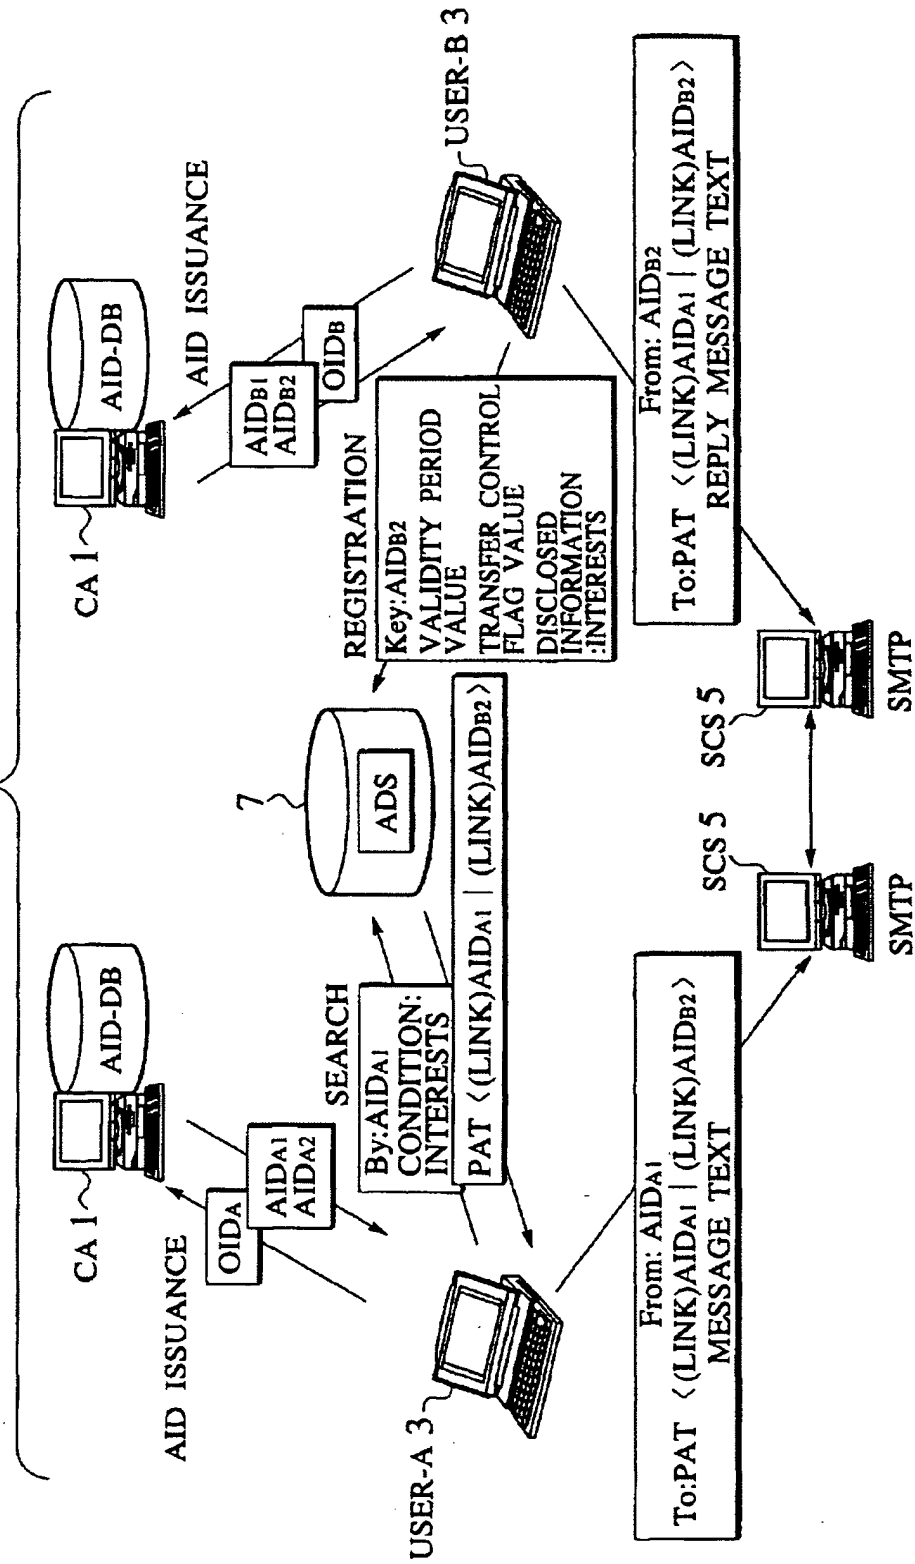 CA 1
AID-DB
AID ISSUANCE
OIDA
AIDA1
AIDA2
USER-A 3
SEARCH
By:AIDA1
CONDITION:
INTERESTS
PAT <(LINK)AIDA1 | (LINK)AIDB2>
7
ADS
CA 1
AID-DB
AID ISSUANCE
AIDB1
AIDB2
OIDB
USER-B 3
REGISTRATION
Key:AIDB2
VALIDITY PERIOD
VALUE
TRANSFER CONTROL
FLAG VALUE
DISCLOSED
INFORMATION
:INTERESTS
From: AIDA1
To:PAT <(LINK)AIDA1 | (LINK)AIDB2>
MESSAGE TEXT
SCS 5
SMTP
SCS 5
SMTP
From: AIDB2
To:PAT <(LINK)AIDA1 | (LINK)AIDB2>
REPLY MESSAGE TEXT